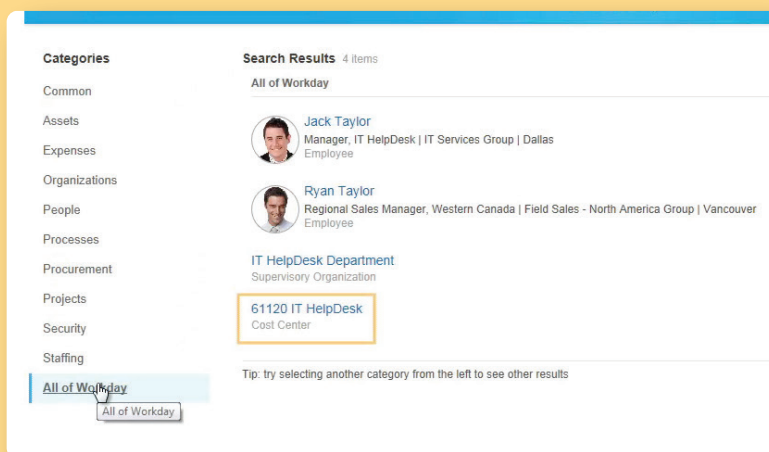 Categories
Common
Assets
Expenses
Organizations
People
Processes
Procurement
Projects
Security
Staffing
All of Workday
All of Workday
Search Results 4 items
All of Workday
Jack Taylor
Manager, IT HelpDesk | IT Services Group | Dallas
Employee
Ryan Taylor
Regional Sales Manager, Western Canada | Field Sales - North America Group | Vancouver
Employee
IT HelpDesk Department
Supervisory Organization
61120 IT HelpDesk
Cost Center
Tip: try selecting another category from the left to see other results